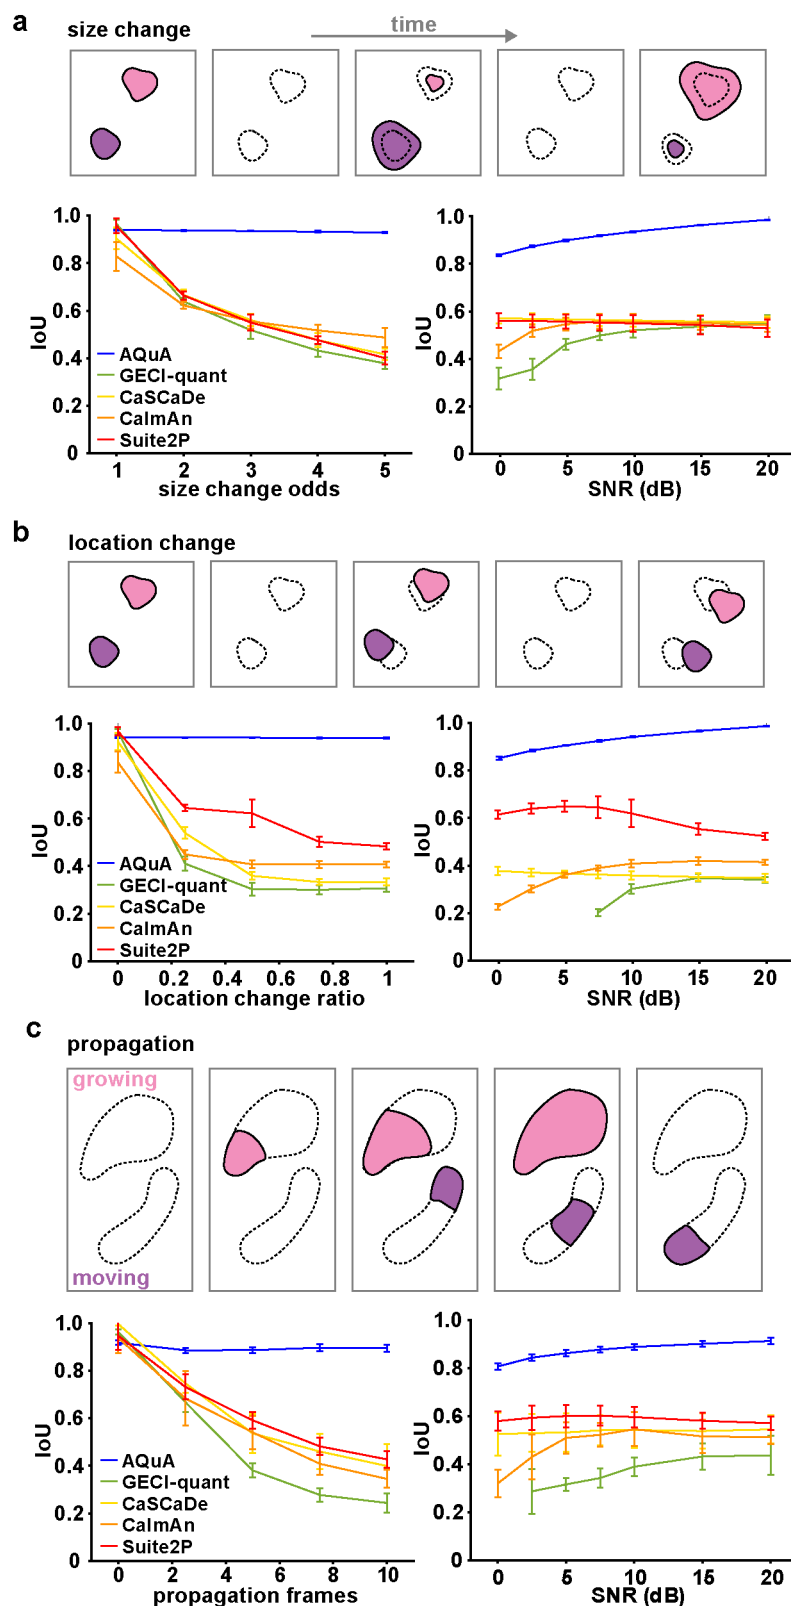 a
size change
time
1.0
0.8
0.6
0.4
0.2
0
IoU
AQuA
GECI-quant
CaSCaDe
CaImAn
Suite2P
1 2 3 4 5
size change odds
1.0
0.8
0.6
0.4
0.2
0
IoU
0 5 10 15 20
SNR (dB)
b
location change
1.0
0.8
0.6
0.4
0.2
0
IoU
AQuA
GECI-quant
CaSCaDe
CaImAn
Suite2P
0 0.2 0.4 0.6 0.8 1
location change ratio
1.0
0.8
0.6
0.4
0.2
0
IoU
0 5 10 15 20
SNR (dB)
c
propagation
growing
moving
1.0
0.8
0.6
0.4
0.2
0
IoU
AQuA
GECI-quant
CaSCaDe
CaImAn
Suite2P
0 2 4 6 8 10
propagation frames
1.0
0.8
0.6
0.4
0.2
0
IoU
0 5 10 15 20
SNR (dB)